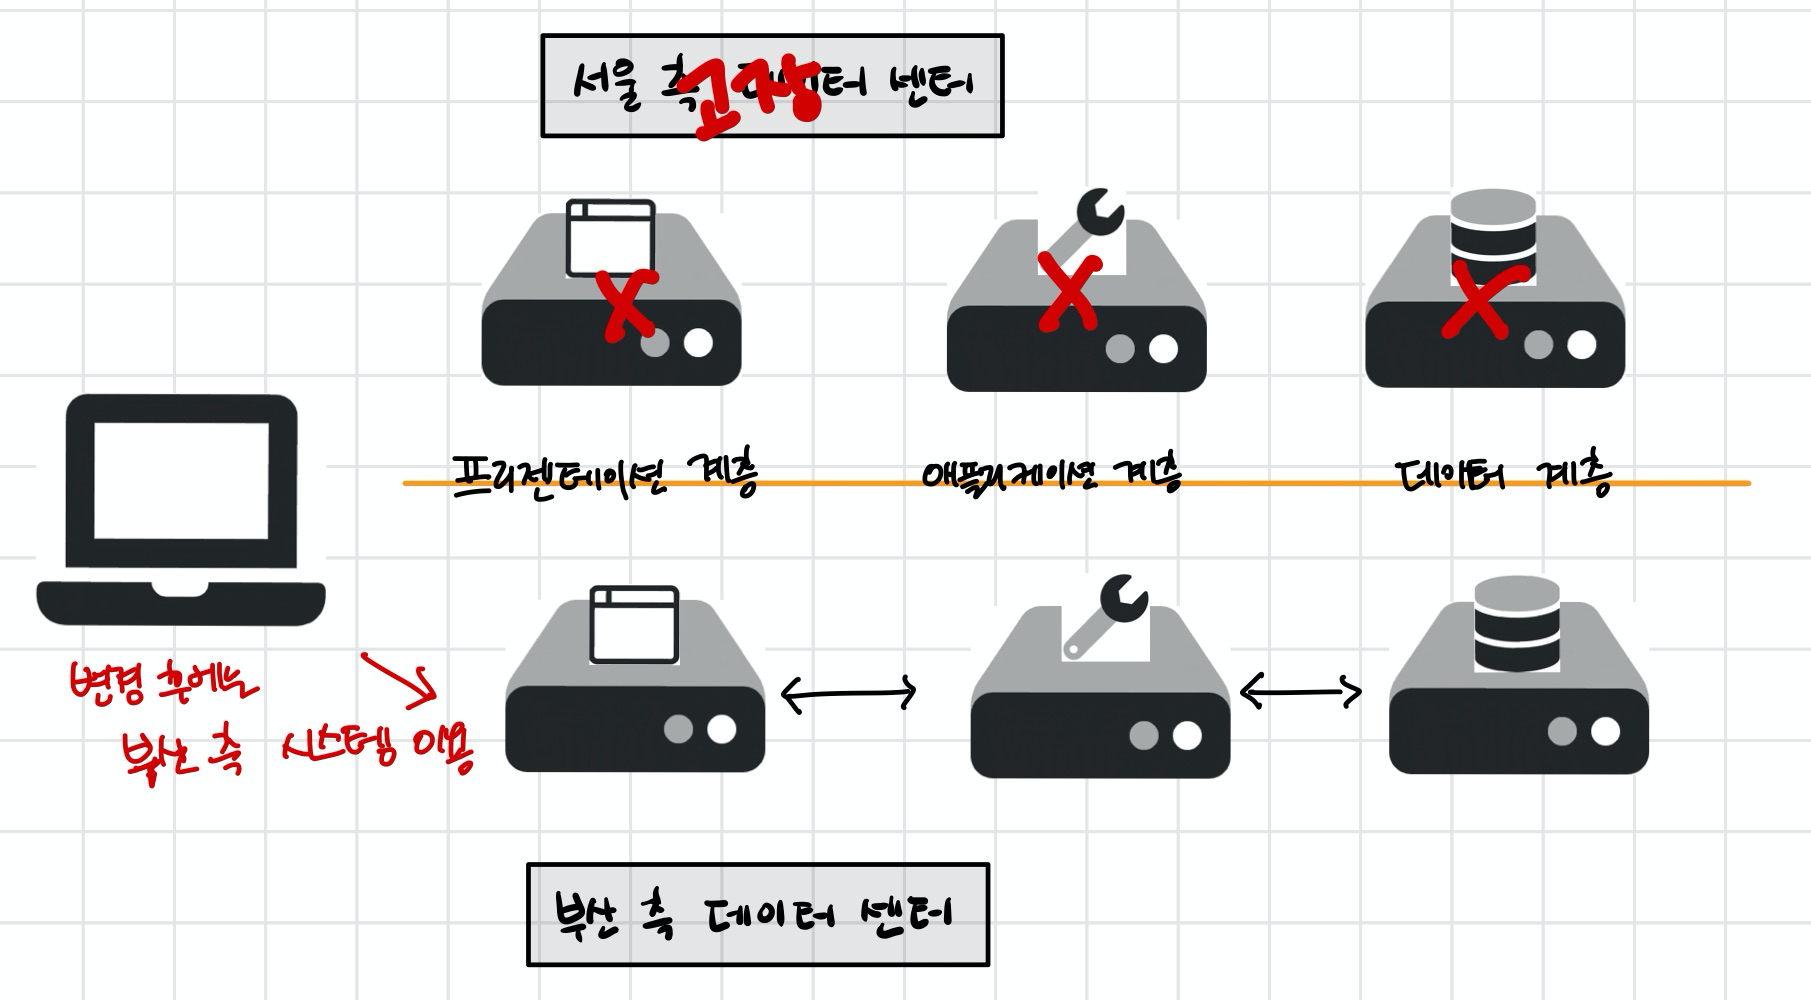 서울 측 데이터 센터
고장
프리젠테이션 계층
애플리케이션 계층
데이터 계층
변경 후에는
부산 측 시스템 이용
부산 측 데이터 센터